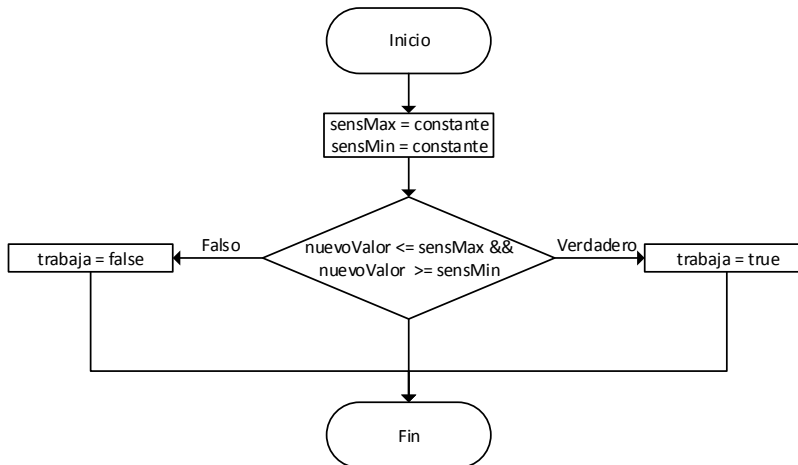 Inicio
sensMax = constante
sensMin = constante
Falso
nuevoValor <= sensMax &&
nuevoValor >= sensMin
Verdadero
trabaja = false
trabaja = true
Fin